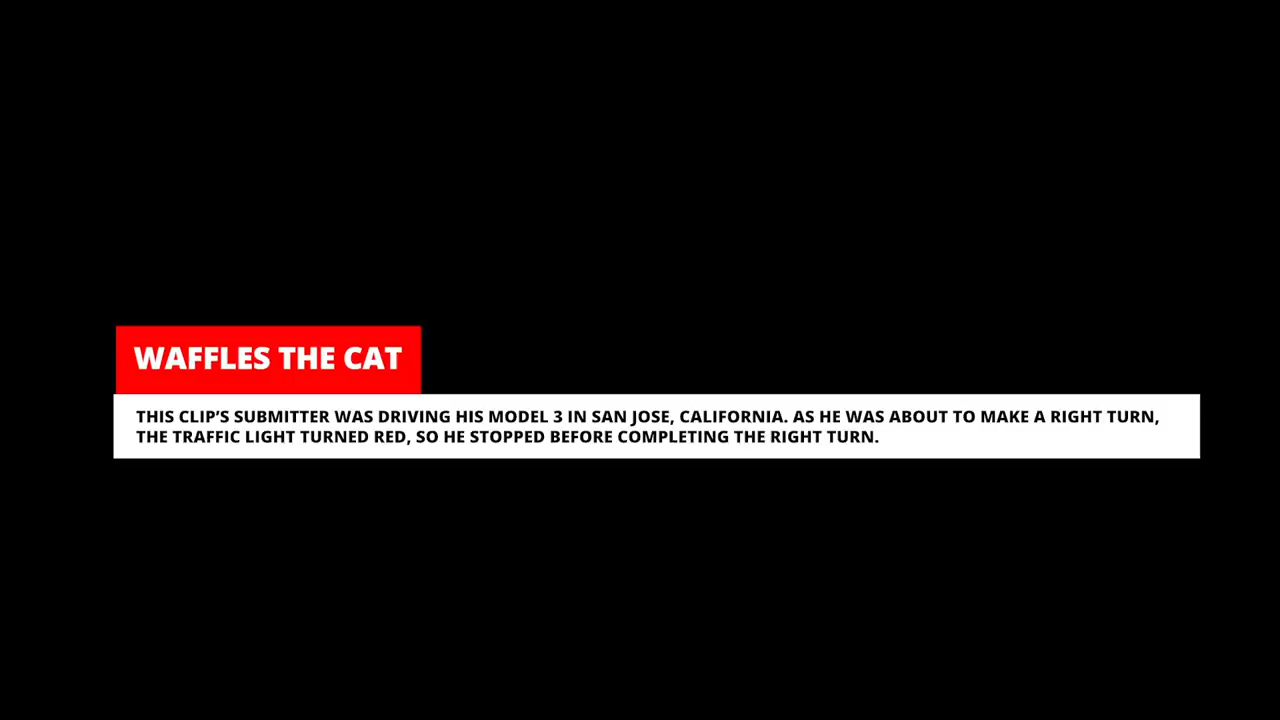 WAFFLES THE CAT
THIS CLIP'S SUBMITTER WAS DRIVING HIS MODEL 3 IN SAN JOSE, CALIFORNIA. AS HE WAS ABOUT TO MAKE A RIGHT TURN,
THE TRAFFIC LIGHT TURNED RED, SO HE STOPPED BEFORE COMPLETING THE RIGHT TURN.